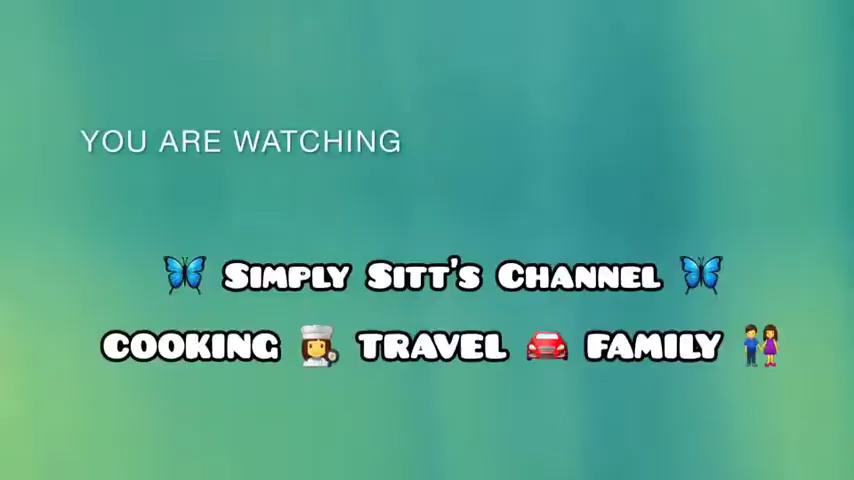 YOU ARE WATCHING
🦋 Simply Sitt's Channel 🦋
COOKING 👩‍🍳 TRAVEL 🚗 FAMILY 👫